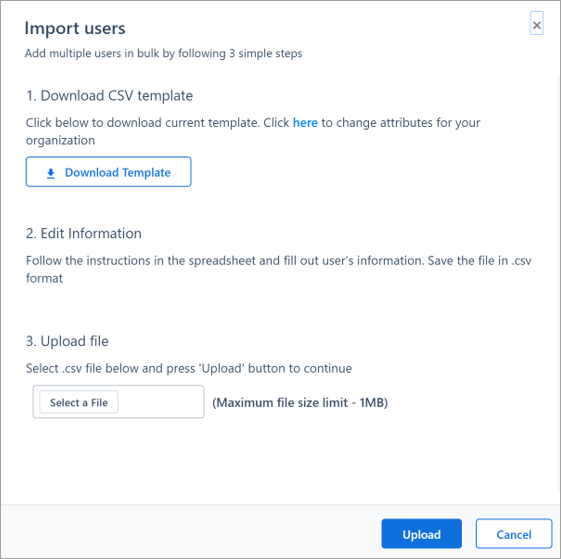 Import users
Add multiple users in bulk by following 3 simple steps
1. Download CSV template
Click below to download current template. Click here to change attributes for your
organization
Download Template
2. Edit Information
Follow the instructions in the spreadsheet and fill out user's information. Save the file in .csv
format
3. Upload file
Select .csv file below and press 'Upload' button to continue
Select a File (Maximum file size limit - 1MB)
Upload Cancel